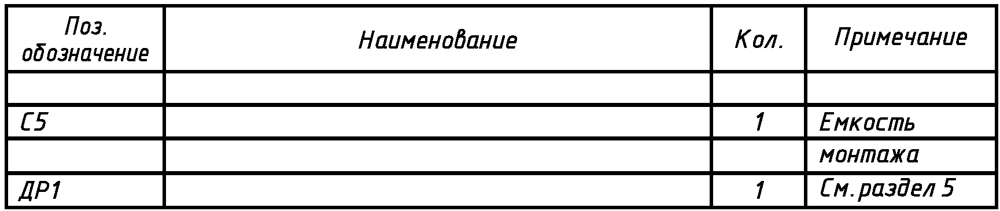 Поз. обозначение Наименование Кол. Примечание
С5 1 Емкость
монтажа
ДР1 1 См. раздел 5